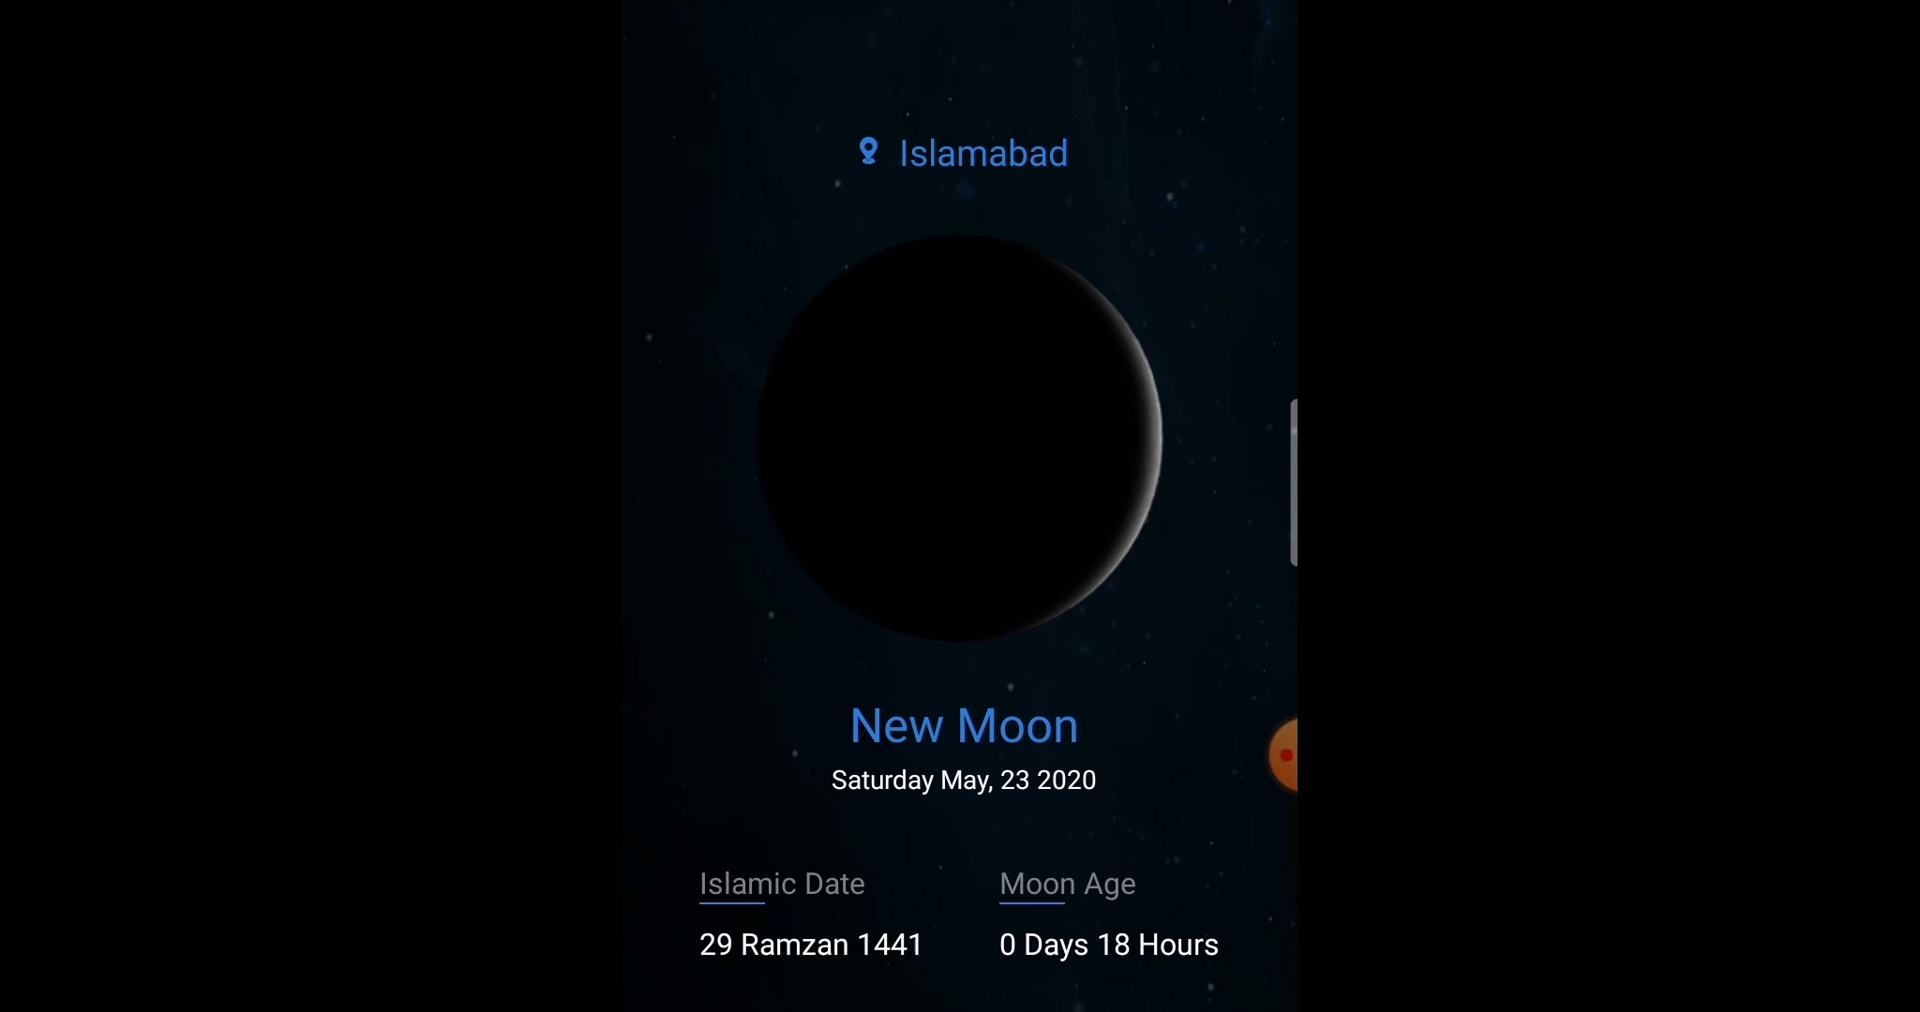 Islamabad
New Moon
Saturday May, 23 2020
Islamic Date
Moon Age
29 Ramzan 1441
0 Days 18 Hours